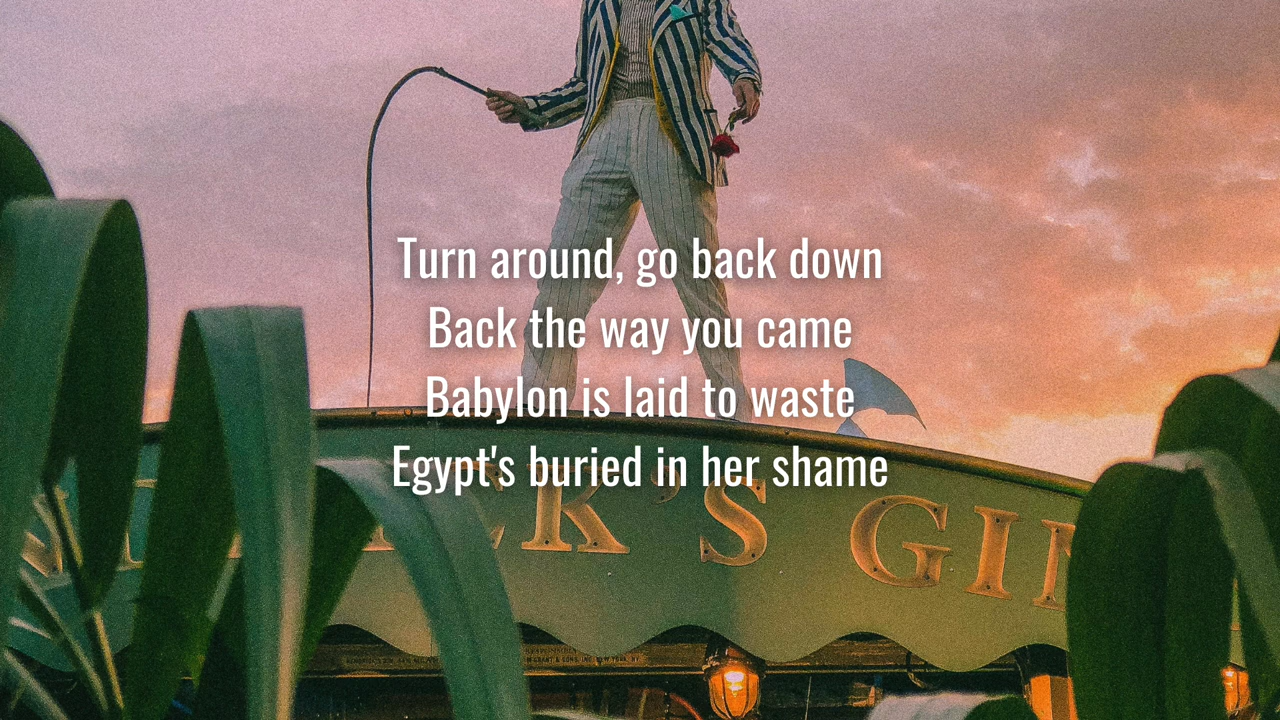 Turn around, go back down
Back the way you came
Babylon is laid to waste
Egypt's buried in her shame
K'S GI